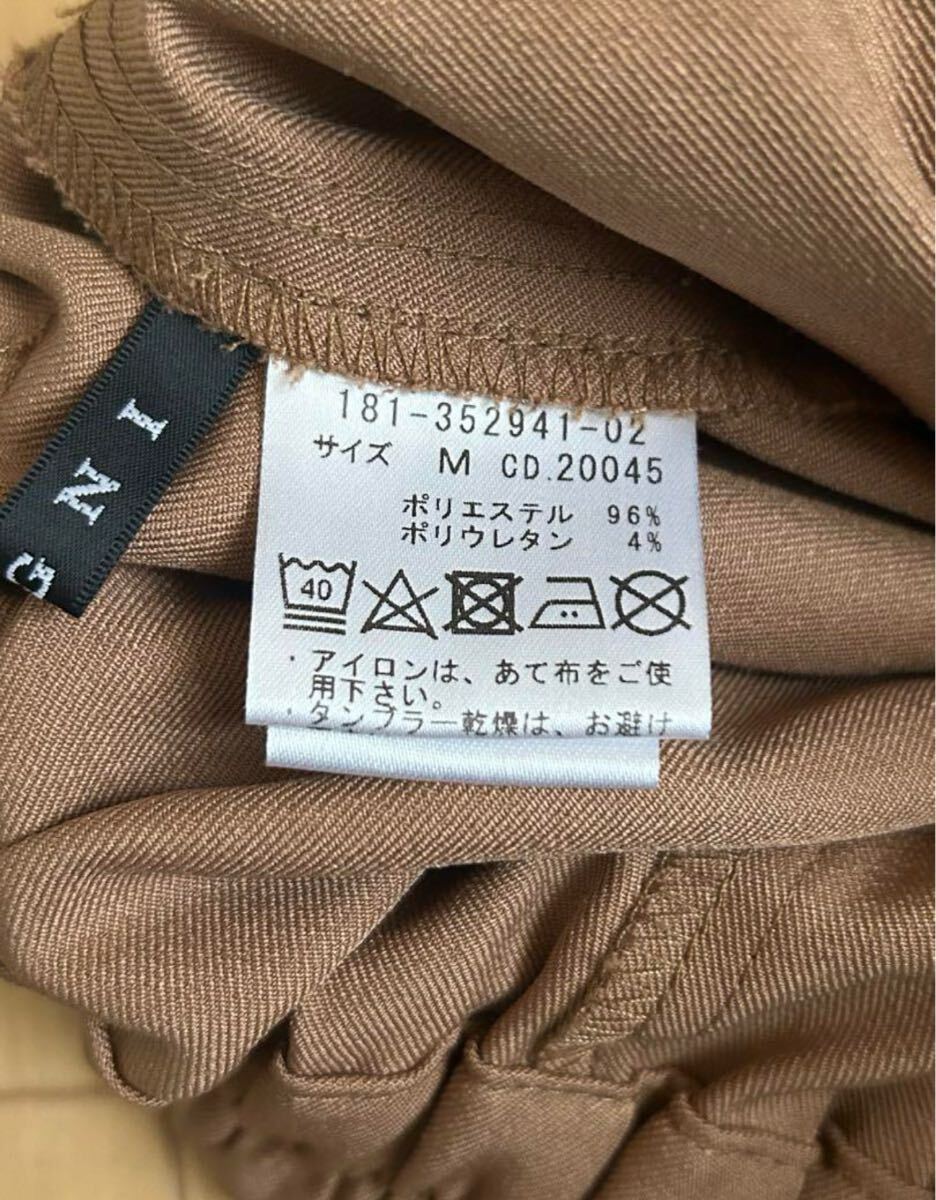 GNI
181-352941-02
サイズ M CD.20045
ポリエステル 96%
ポリウレタン 4%
40
・アイロンは、あて布をご使
用下さい。
・タンブラー乾燥は、お避け